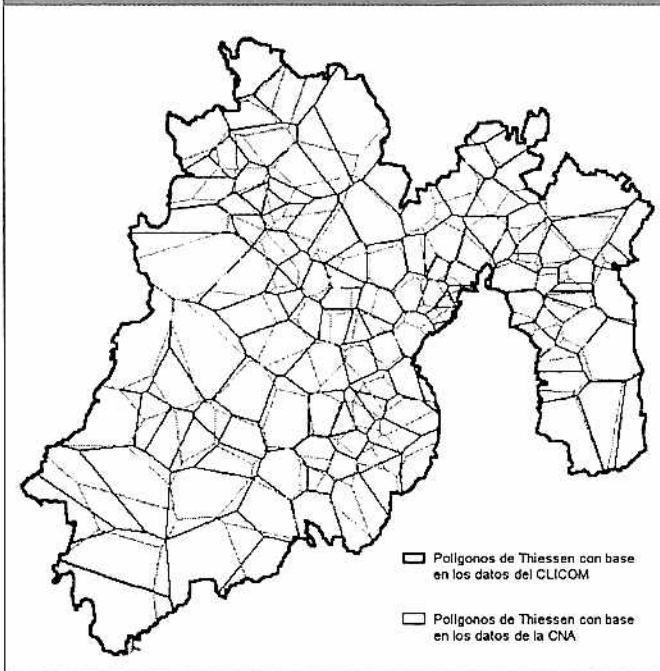 Polígonos de Thiessen con base
en los datos del CLICOM
Polígonos de Thiessen con base
en los datos de la CNA